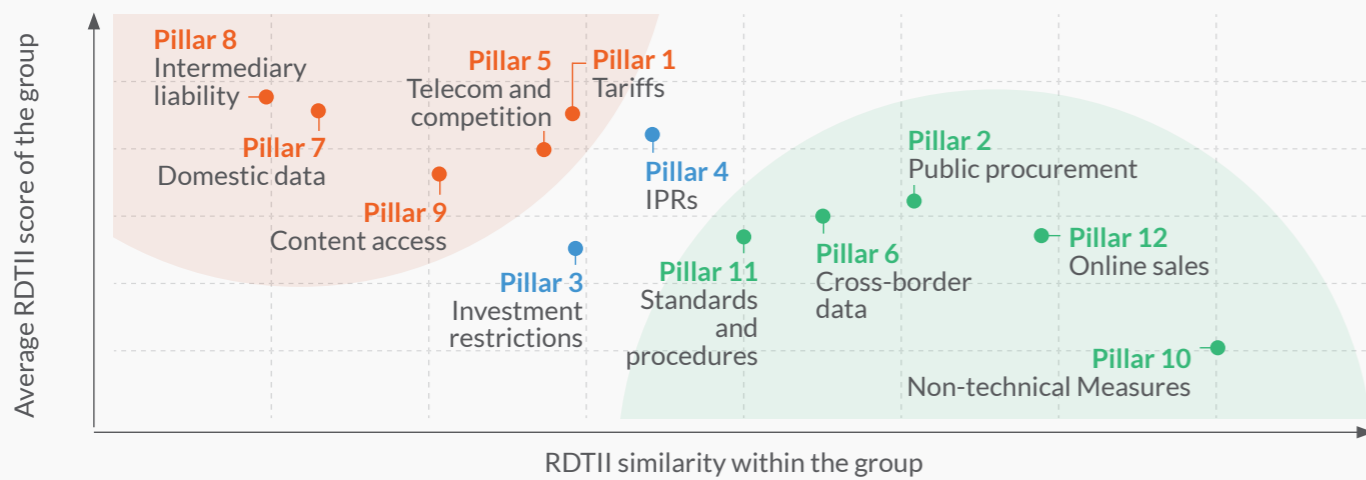 Average RDTII score of the group
Pillar 8
Intermediary
liability
Pillar 7
Domestic data
Pillar 5
Telecom and
competition
Pillar 1
Tariffs
Pillar 9
Content access
Pillar 4
IPRs
Pillar 3
Investment
restrictions
Pillar 2
Public procurement
Pillar 11
Standards
and
procedures
Pillar 6
Cross-border
data
Pillar 12
Online sales
Pillar 10
Non-technical Measures
RDTII similarity within the group